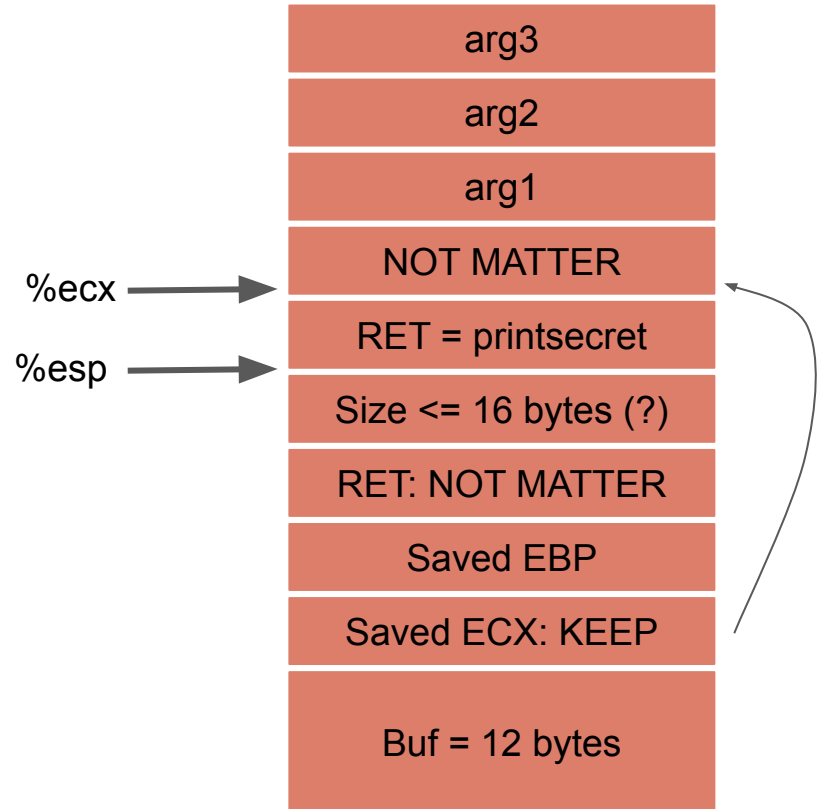 arg3
arg2
arg1
NOT MATTER
%ecx
RET = printsecret
%esp
Size <= 16 bytes (?)
RET: NOT MATTER
Saved EBP
Saved ECX: KEEP
Buf = 12 bytes